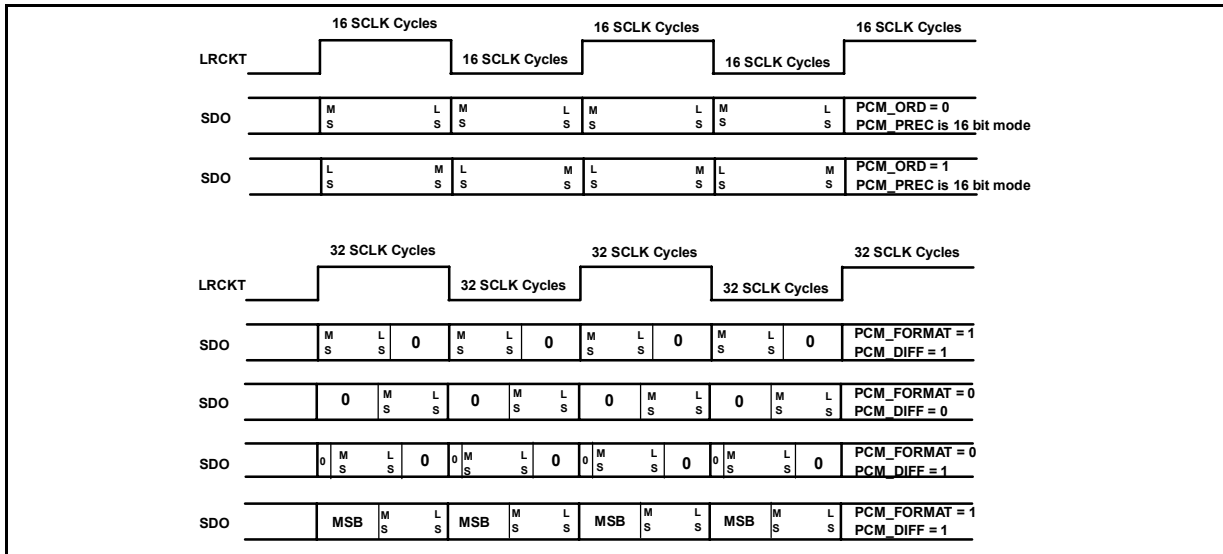 16 SCLK Cycles 16 SCLK Cycles 16 SCLK Cycles
LRCKT 16 SCLK Cycles 16 SCLK Cycles
SDO M L M L M L M L PCM_ORD = 0
S S S S S S S S PCM_PREC is 16 bit mode
SDO L M L M L M L M PCM_ORD = 1
S S S S S S S S PCM_PREC is 16 bit mode
32 SCLK Cycles 32 SCLK Cycles 32 SCLK Cycles
LRCKT 32 SCLK Cycles 32 SCLK Cycles
SDO M L 0 M L 0 M L 0 M L 0 PCM_FORMAT = 1
S S S S S S S S PCM_DIFF = 1
SDO 0 M L 0 M L 0 M L 0 M L PCM_FORMAT = 0
S S S S S S S S PCM_DIFF = 0
SDO 0 M L 0 0 M L 0 0 M L 0 0 M L 0 PCM_FORMAT = 0
S S S S S S S S PCM_DIFF = 1
SDO MSB M L MSB M L MSB M L MSB M L PCM_FORMAT = 1
S S S S S S S S PCM_DIFF = 1